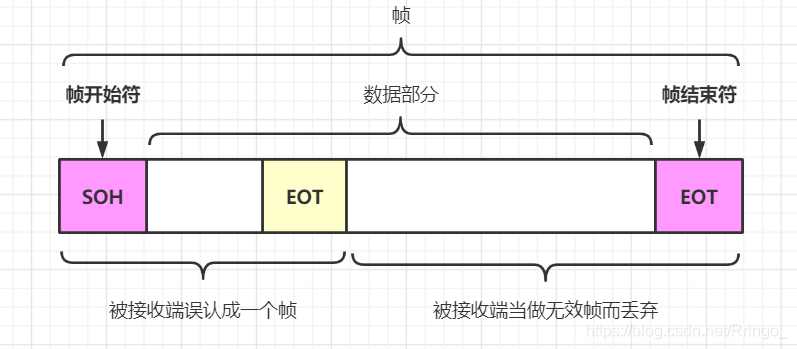 帧
帧开始符
数据部分
帧结束符
SOH
EOT
EOT
被接收端误认成一个帧
被接收端当做无效帧而丢弃
https://blog.csdn.net/Rringo_